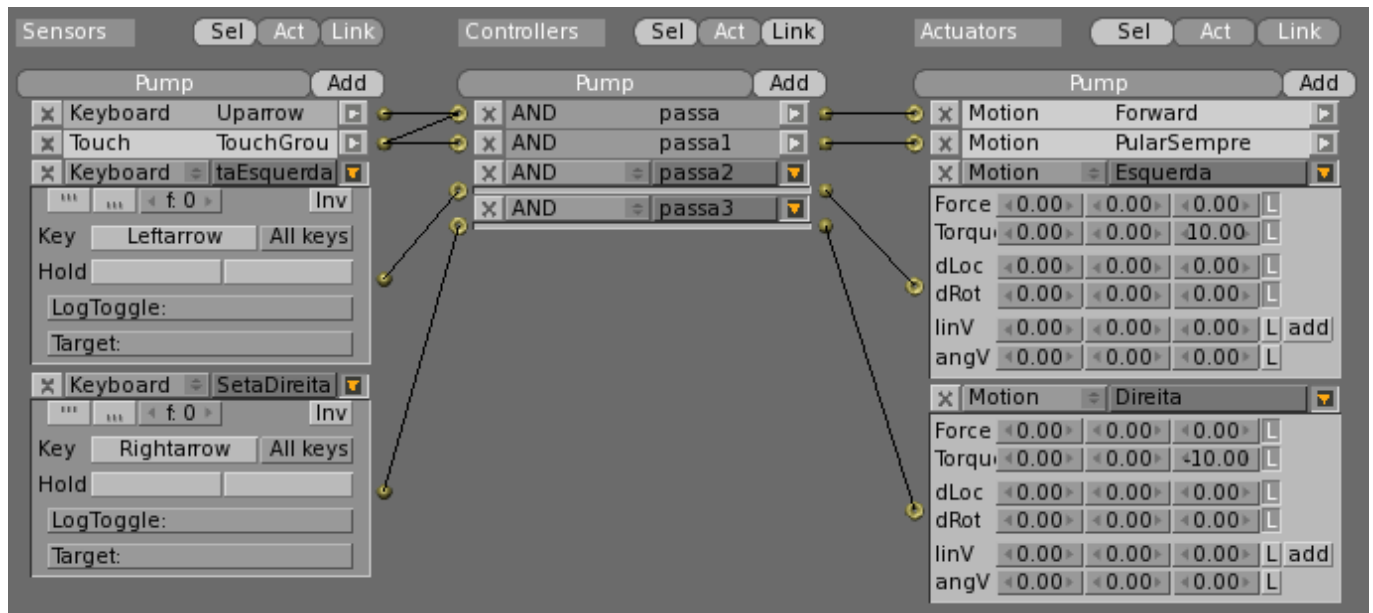 Sensors Sel Act Link Controllers Sel Act Link Actuators Sel Act Link
Pump Add Pump Add Pump Add
Keyboard Uparrow AND passa Motion Forward
Touch TouchGrou AND passa1 Motion PularSempre
Keyboard taEsquerda AND passa2 Motion Esquerda
f: 0 Inv AND passa3 Force 0.00 0.00 0.00 L
Key Leftarrow All keys Torqu 0.00 0.00 10.00 L
Hold dLoc 0.00 0.00 0.00 L
LogToggle: dRot 0.00 0.00 0.00 L
Target: linV 0.00 0.00 0.00 L add
angV 0.00 0.00 0.00 L
Keyboard SetaDireita Motion Direita
f: 0 Inv Force 0.00 0.00 0.00 L
Key Rightarrow All keys Torqu 0.00 0.00 -10.00 L
Hold dLoc 0.00 0.00 0.00 L
LogToggle: dRot 0.00 0.00 0.00 L
Target: linV 0.00 0.00 0.00 L add
angV 0.00 0.00 0.00 L